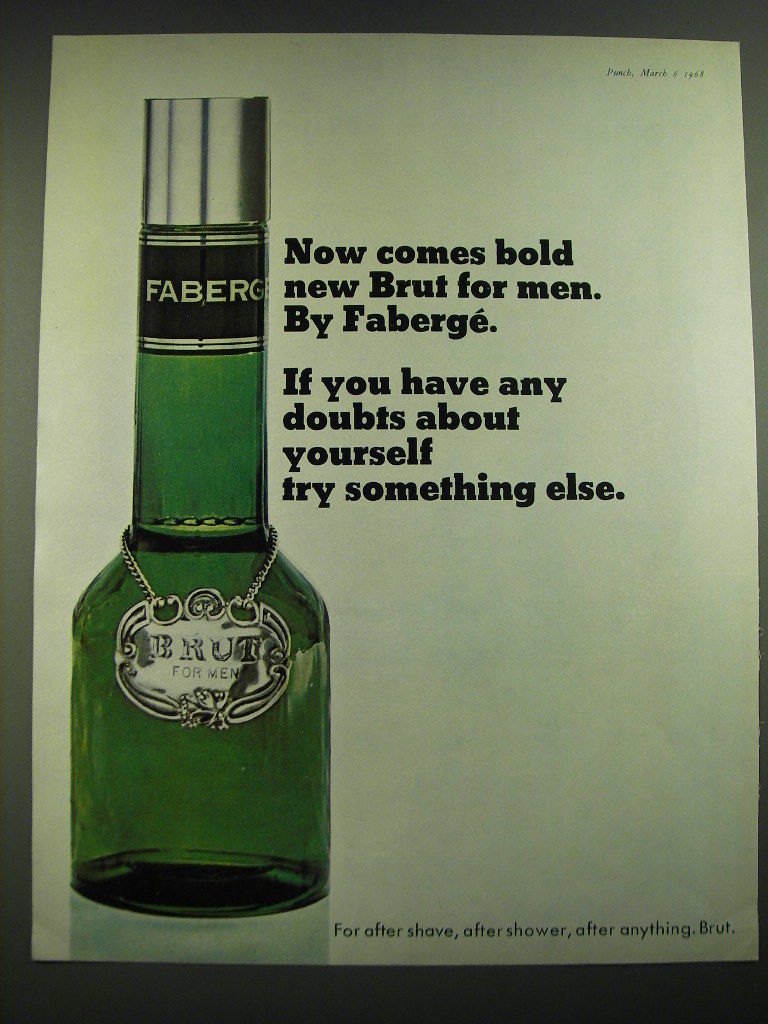 Punch, March 6 1968
FABERG
Now comes bold
new Brut for men.
By Fabergé.
If you have any
doubts about
yourself
try something else.
BRUT
FOR MEN
For after shave, after shower, after anything. Brut.